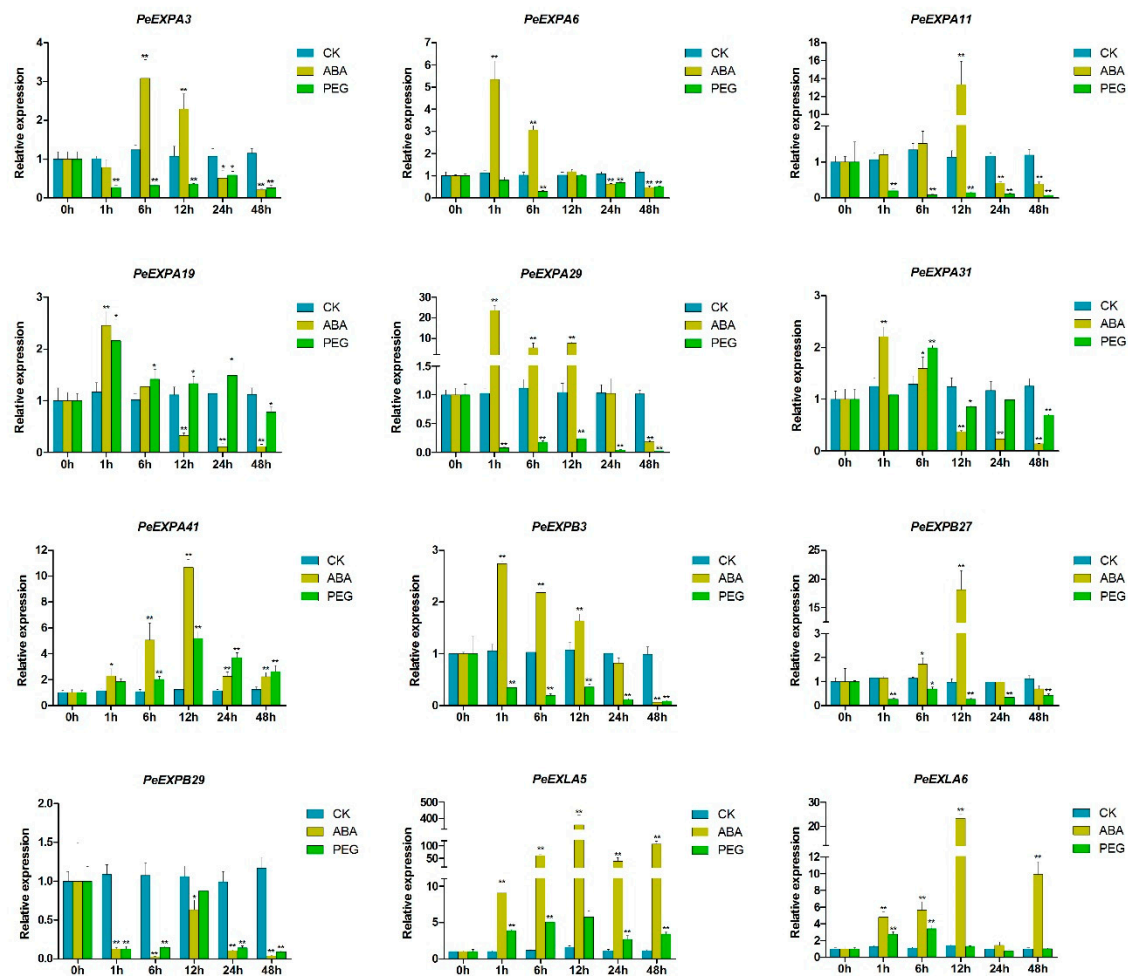 PeEXPA3
Relative expression
4
3
2
1
0
** ** ** ** * * ** **
0h 1h 6h 12h 24h 48h
CK
ABA
PEG
PeEXPA6
Relative expression
7
6
5
4
3
2
1
0
** ** ** ** ** ** **
0h 1h 6h 12h 24h 48h
CK
ABA
PEG
PeEXPA11
Relative expression
18
16
14
12
10
8
6
4
2
1
0
** ** ** ** ** ** ** **
0h 1h 6h 12h 24h 48h
CK
ABA
PEG
PeEXPA19
Relative expression
3
2
1
0
** * * ** * ** * ** *
0h 1h 6h 12h 24h 48h
CK
ABA
PEG
PeEXPA29
Relative expression
30
20
10
1.5
1.0
0.5
0.0
** ** ** ** ** ** ** ** **
0h 1h 6h 12h 24h 48h
CK
ABA
PEG
PeEXPA31
Relative expression
3
2
1
0
** * ** ** * ** ** **
0h 1h 6h 12h 24h 48h
CK
ABA
PEG
PeEXPA41
Relative expression
12
10
8
6
4
2
0
* ** ** ** ** ** ** ** **
0h 1h 6h 12h 24h 48h
CK
ABA
PEG
PeEXPB3
Relative expression
3
2
1
0
** ** ** ** ** ** ** ** **
0h 1h 6h 12h 24h 48h
CK
ABA
PEG
PeEXPB27
Relative expression
25
20
15
10
5
2
1
0
** * * ** ** ** **
0h 1h 6h 12h 24h 48h
CK
ABA
PEG
PeEXPB29
Relative expression
2.0
1.5
1.0
0.5
0.0
** ** ** ** * ** ** ** **
0h 1h 6h 12h 24h 48h
CK
ABA
PEG
PeEXLA5
Relative expression
500
400
300
100
50
10
5
0
** ** ** ** ** ** ** ** **
0h 1h 6h 12h 24h 48h
CK
ABA
PEG
PeEXLA6
Relative expression
30
20
10
8
6
4
2
0
** ** ** ** ** **
0h 1h 6h 12h 24h 48h
CK
ABA
PEG